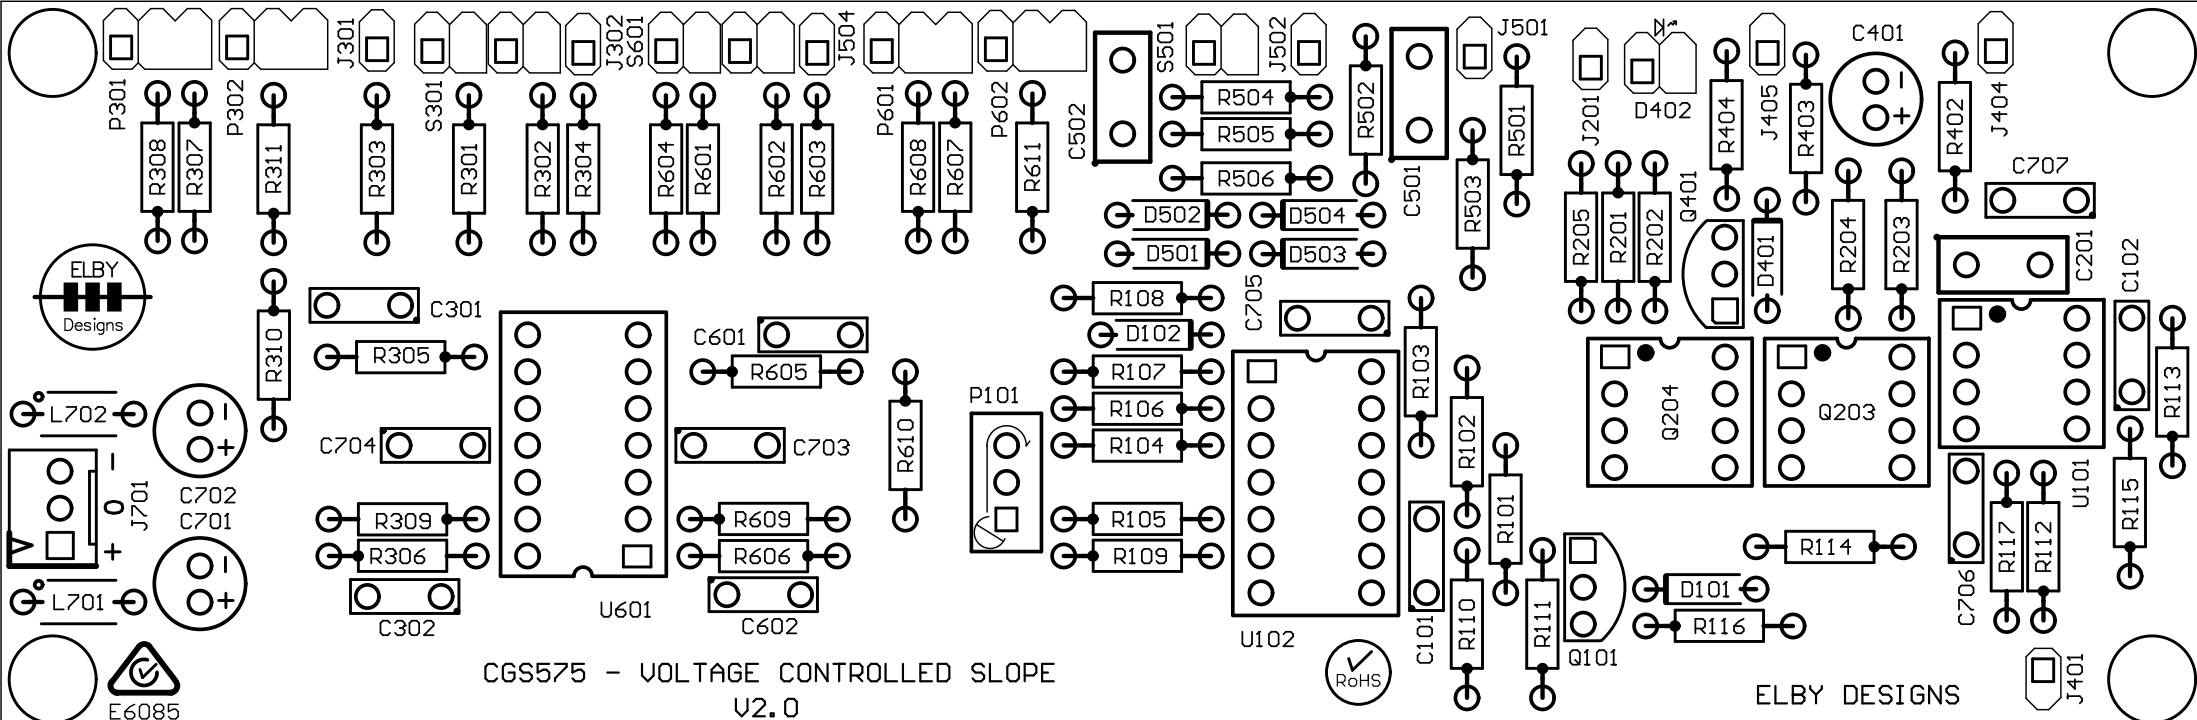 P301
P302
J301
S301
J302
S601
J504
P601
P602
C502
S501
J502
C501
J501
J201
D402
J405
C401
J404
R308
R307
R311
R303
R301
R302
R304
R604
R601
R602
R603
R608
R607
R611
R504
R505
R506
R502
R503
R501
R404
R403
R402
C707
D502
D504
D501
D503
R205
R201
R202
Q401
D401
R204
R203
C201
C102
ELBY
Designs
R310
C301
R305
C601
R605
R108
D102
R107
R106
R104
R105
R109
C705
R103
R102
R101
P101
R610
L702
C704
C703
Q204
Q203
R113
U101
R115
C702
C701
J701
- 0 +
L701
R309
R306
R609
R606
C302
C602
U601
U102
C101
R110
R111
Q101
R114
D101
R116
C706
R117
R112
E6085
CGS575 - VOLTAGE CONTROLLED SLOPE
V2.0
RoHS
ELBY DESIGNS
J401